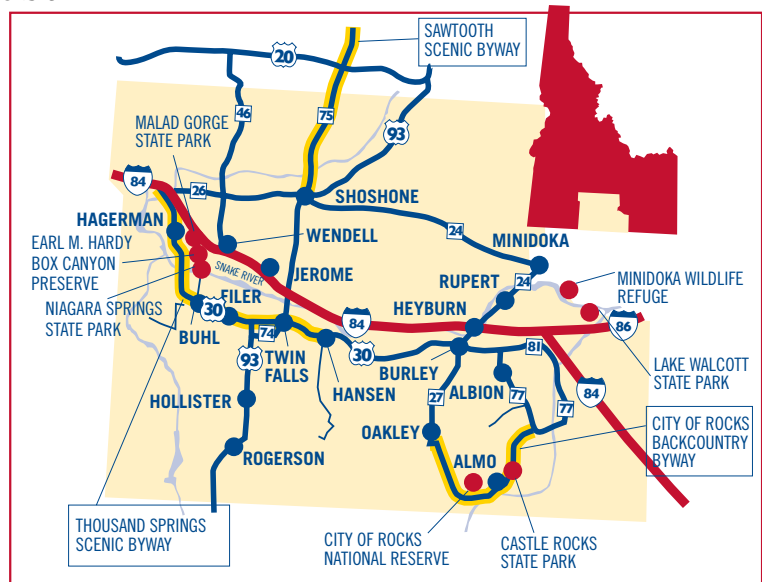 SAWTOOTH
SCENIC BYWAY
20
46
75
93
MALAD GORGE
STATE PARK
84
26
SHOSHONE
24
HAGERMAN
WENDELL
MINIDOKA
EARL M. HARDY
BOX CANYON
PRESERVE
SNAKE RIVER
JEROME
RUPERT
24
MINIDOKA WILDLIFE
REFUGE
NIAGARA SPRINGS
STATE PARK
FILER
HEYBURN
30
84
86
BUHL
74
93
TWIN
FALLS
30
HANSEN
BURLEY
81
LAKE WALCOTT
STATE PARK
ALBION
27
77
77
84
HOLLISTER
OAKLEY
CITY OF ROCKS
BACKCOUNTRY
BYWAY
ROGERSON
ALMO
THOUSAND SPRINGS
SCENIC BYWAY
CITY OF ROCKS
NATIONAL RESERVE
CASTLE ROCKS
STATE PARK